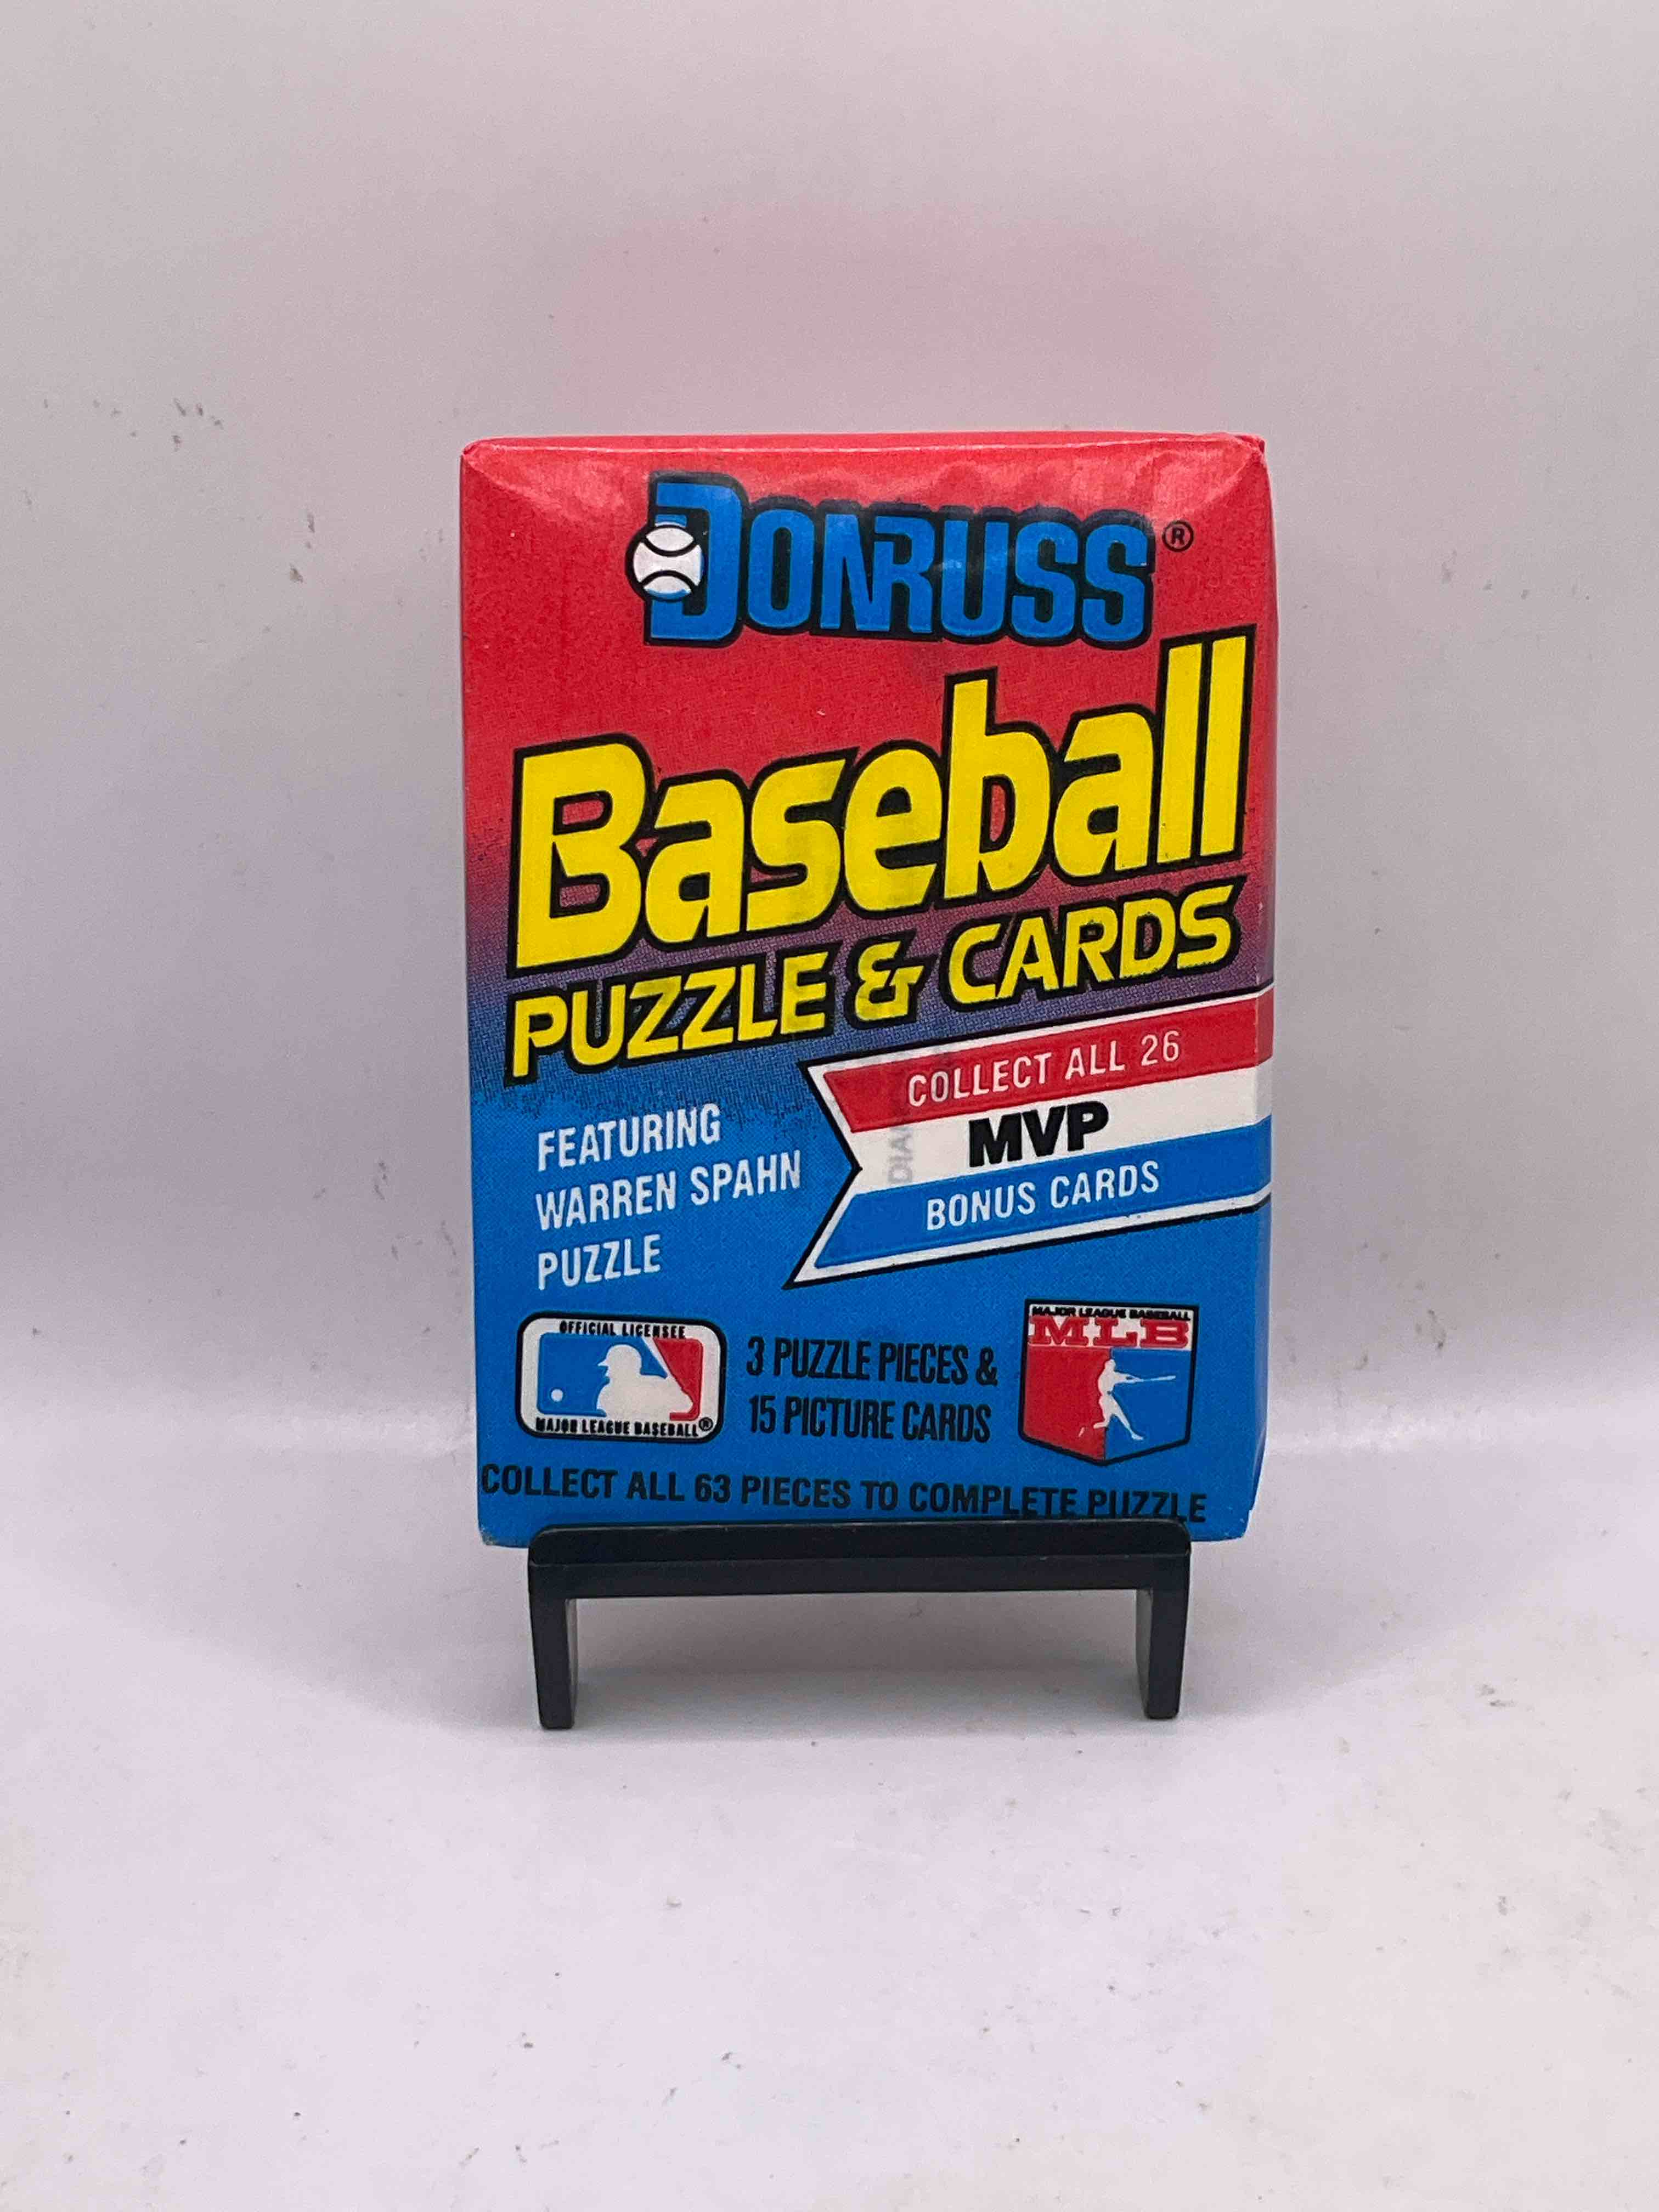 DONRUSS®
Baseball
PUZZLE & CARDS
COLLECT ALL 26
MVP
BONUS CARDS
FEATURING
WARREN SPAHN
PUZZLE
OFFICIAL LICENSEE
MAJOR LEAGUE BASEBALL®
3 PUZZLE PIECES &
15 PICTURE CARDS
MAJOR LEAGUE BASEBALL
MLB
COLLECT ALL 63 PIECES TO COMPLETE PUZZLE